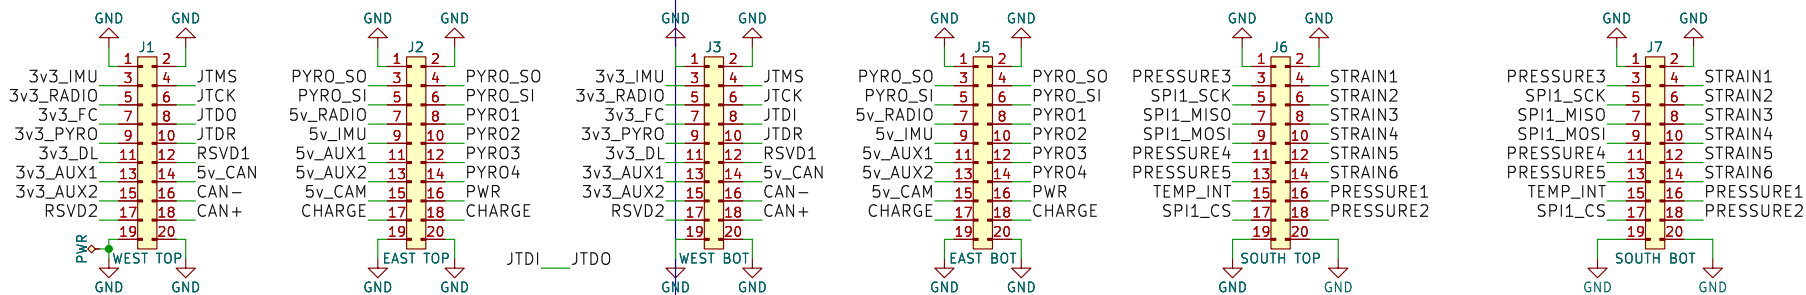 GND GND GND GND GND GND GND GND GND GND GND GND
J1 J2 J3 J5 J6 J7
1 2 1 2 1 2 1 2 1 2 1 2
3v3_IMU 3 4 JTMS PYRO_SO 3 4 PYRO_SO 3v3_IMU 3 4 JTMS PYRO_SO 3 4 PYRO_SO PRESSURE3 3 4 STRAIN1 PRESSURE3 3 4 STRAIN1
3v3_RADIO 5 6 JTCK PYRO_SI 5 6 PYRO_SI 3v3_RADIO 5 6 JTCK PYRO_SI 5 6 PYRO_SI SPI1_SCK 5 6 STRAIN2 SPI1_SCK 5 6 STRAIN2
3v3_FC 7 8 JTDO 5v_RADIO 7 8 PYRO1 3v3_FC 7 8 JTDI 5v_RADIO 7 8 PYRO1 SPI1_MISO 7 8 STRAIN3 SPI1_MISO 7 8 STRAIN3
3v3_PYRO 9 10 JTDR 5v_IMU 9 10 PYRO2 3v3_PYRO 9 10 JTDR 5v_IMU 9 10 PYRO2 SPI1_MOSI 9 10 STRAIN4 SPI1_MOSI 9 10 STRAIN4
3v3_DL 11 12 RSVD1 5v_AUX1 11 12 PYRO3 3v3_DL 11 12 RSVD1 5v_AUX1 11 12 PYRO3 PRESSURE4 11 12 STRAIN5 PRESSURE4 11 12 STRAIN5
3v3_AUX1 13 14 5v_CAN 5v_AUX2 13 14 PYRO4 3v3_AUX1 13 14 5v_CAN 5v_AUX2 13 14 PYRO4 PRESSURE5 13 14 STRAIN6 PRESSURE5 13 14 STRAIN6
3v3_AUX2 15 16 CAN- 5v_CAM 15 16 PWR 3v3_AUX2 15 16 CAN- 5v_CAM 15 16 PWR TEMP_INT 15 16 PRESSURE1 TEMP_INT 15 16 PRESSURE1
RSVD2 17 18 CAN+ CHARGE 17 18 CHARGE RSVD2 17 18 CAN+ CHARGE 17 18 CHARGE SPI1_CS 17 18 PRESSURE2 SPI1_CS 17 18 PRESSURE2
19 20 19 20 19 20 19 20 19 20 19 20
PWR WEST TOP EAST TOP JTDI JTDO WEST BOT EAST BOT SOUTH TOP SOUTH BOT
GND GND GND GND GND GND GND GND GND GND GND GND